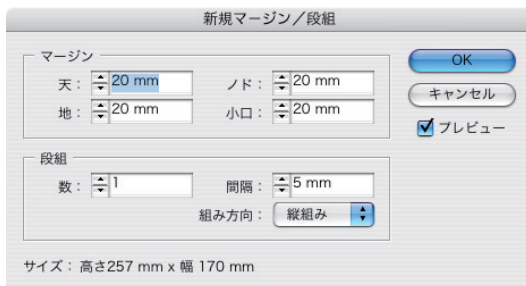 新規マージン／段組
マージン
天： 20 mm ノド： 20 mm
地： 20 mm 小口： 20 mm
OK
キャンセル
プレビュー
段組
数： 1 間隔： 5 mm
組み方向： 縦組み
サイズ： 高さ257 mm x 幅 170 mm